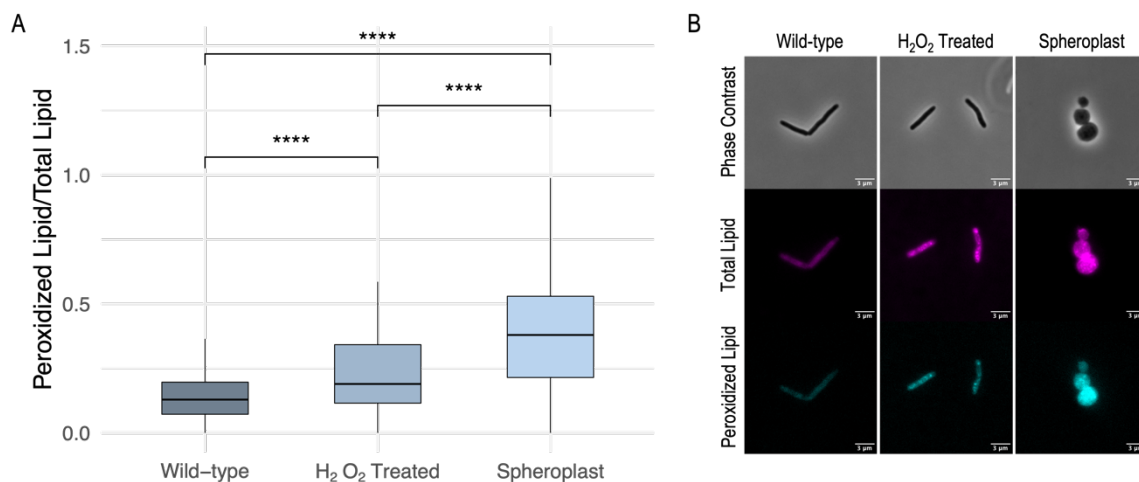 A
Peroxidized Lipid/Total Lipid
1.5
1.0
0.5
0.0
****
****
****
Wild–type
H₂ O₂ Treated
Spheroplast
B
Wild-type
H₂O₂ Treated
Spheroplast
Phase Contrast
3 µm
3 µm
3 µm
Total Lipid
3 µm
3 µm
3 µm
Peroxidized Lipid
3 µm
3 µm
3 µm